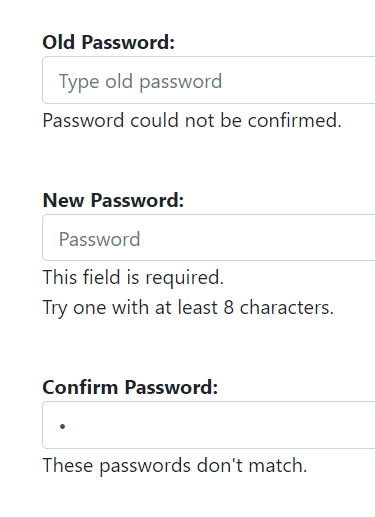 Old Password:
Type old password
Password could not be confirmed.
New Password:
Password
This field is required.
Try one with at least 8 characters.
Confirm Password:
•
These passwords don't match.